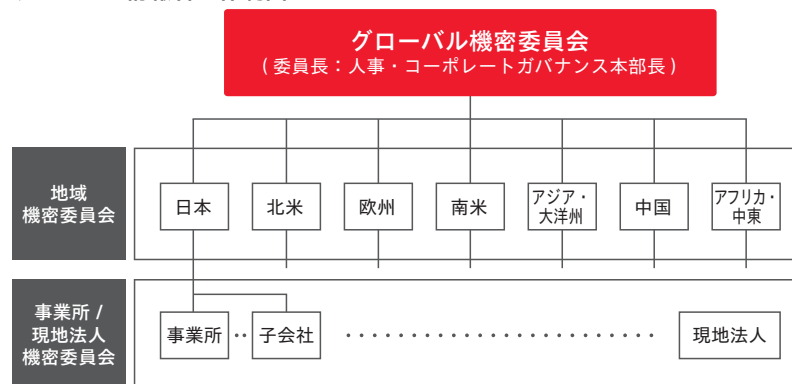 グローバル機密委員会
(委員長：人事・コーポレートガバナンス本部長)
地域
機密委員会
日本
北米
欧州
南米
アジア・
大洋州
中国
アフリカ・
中東
事業所 /
現地法人
機密委員会
事業所
子会社
現地法人